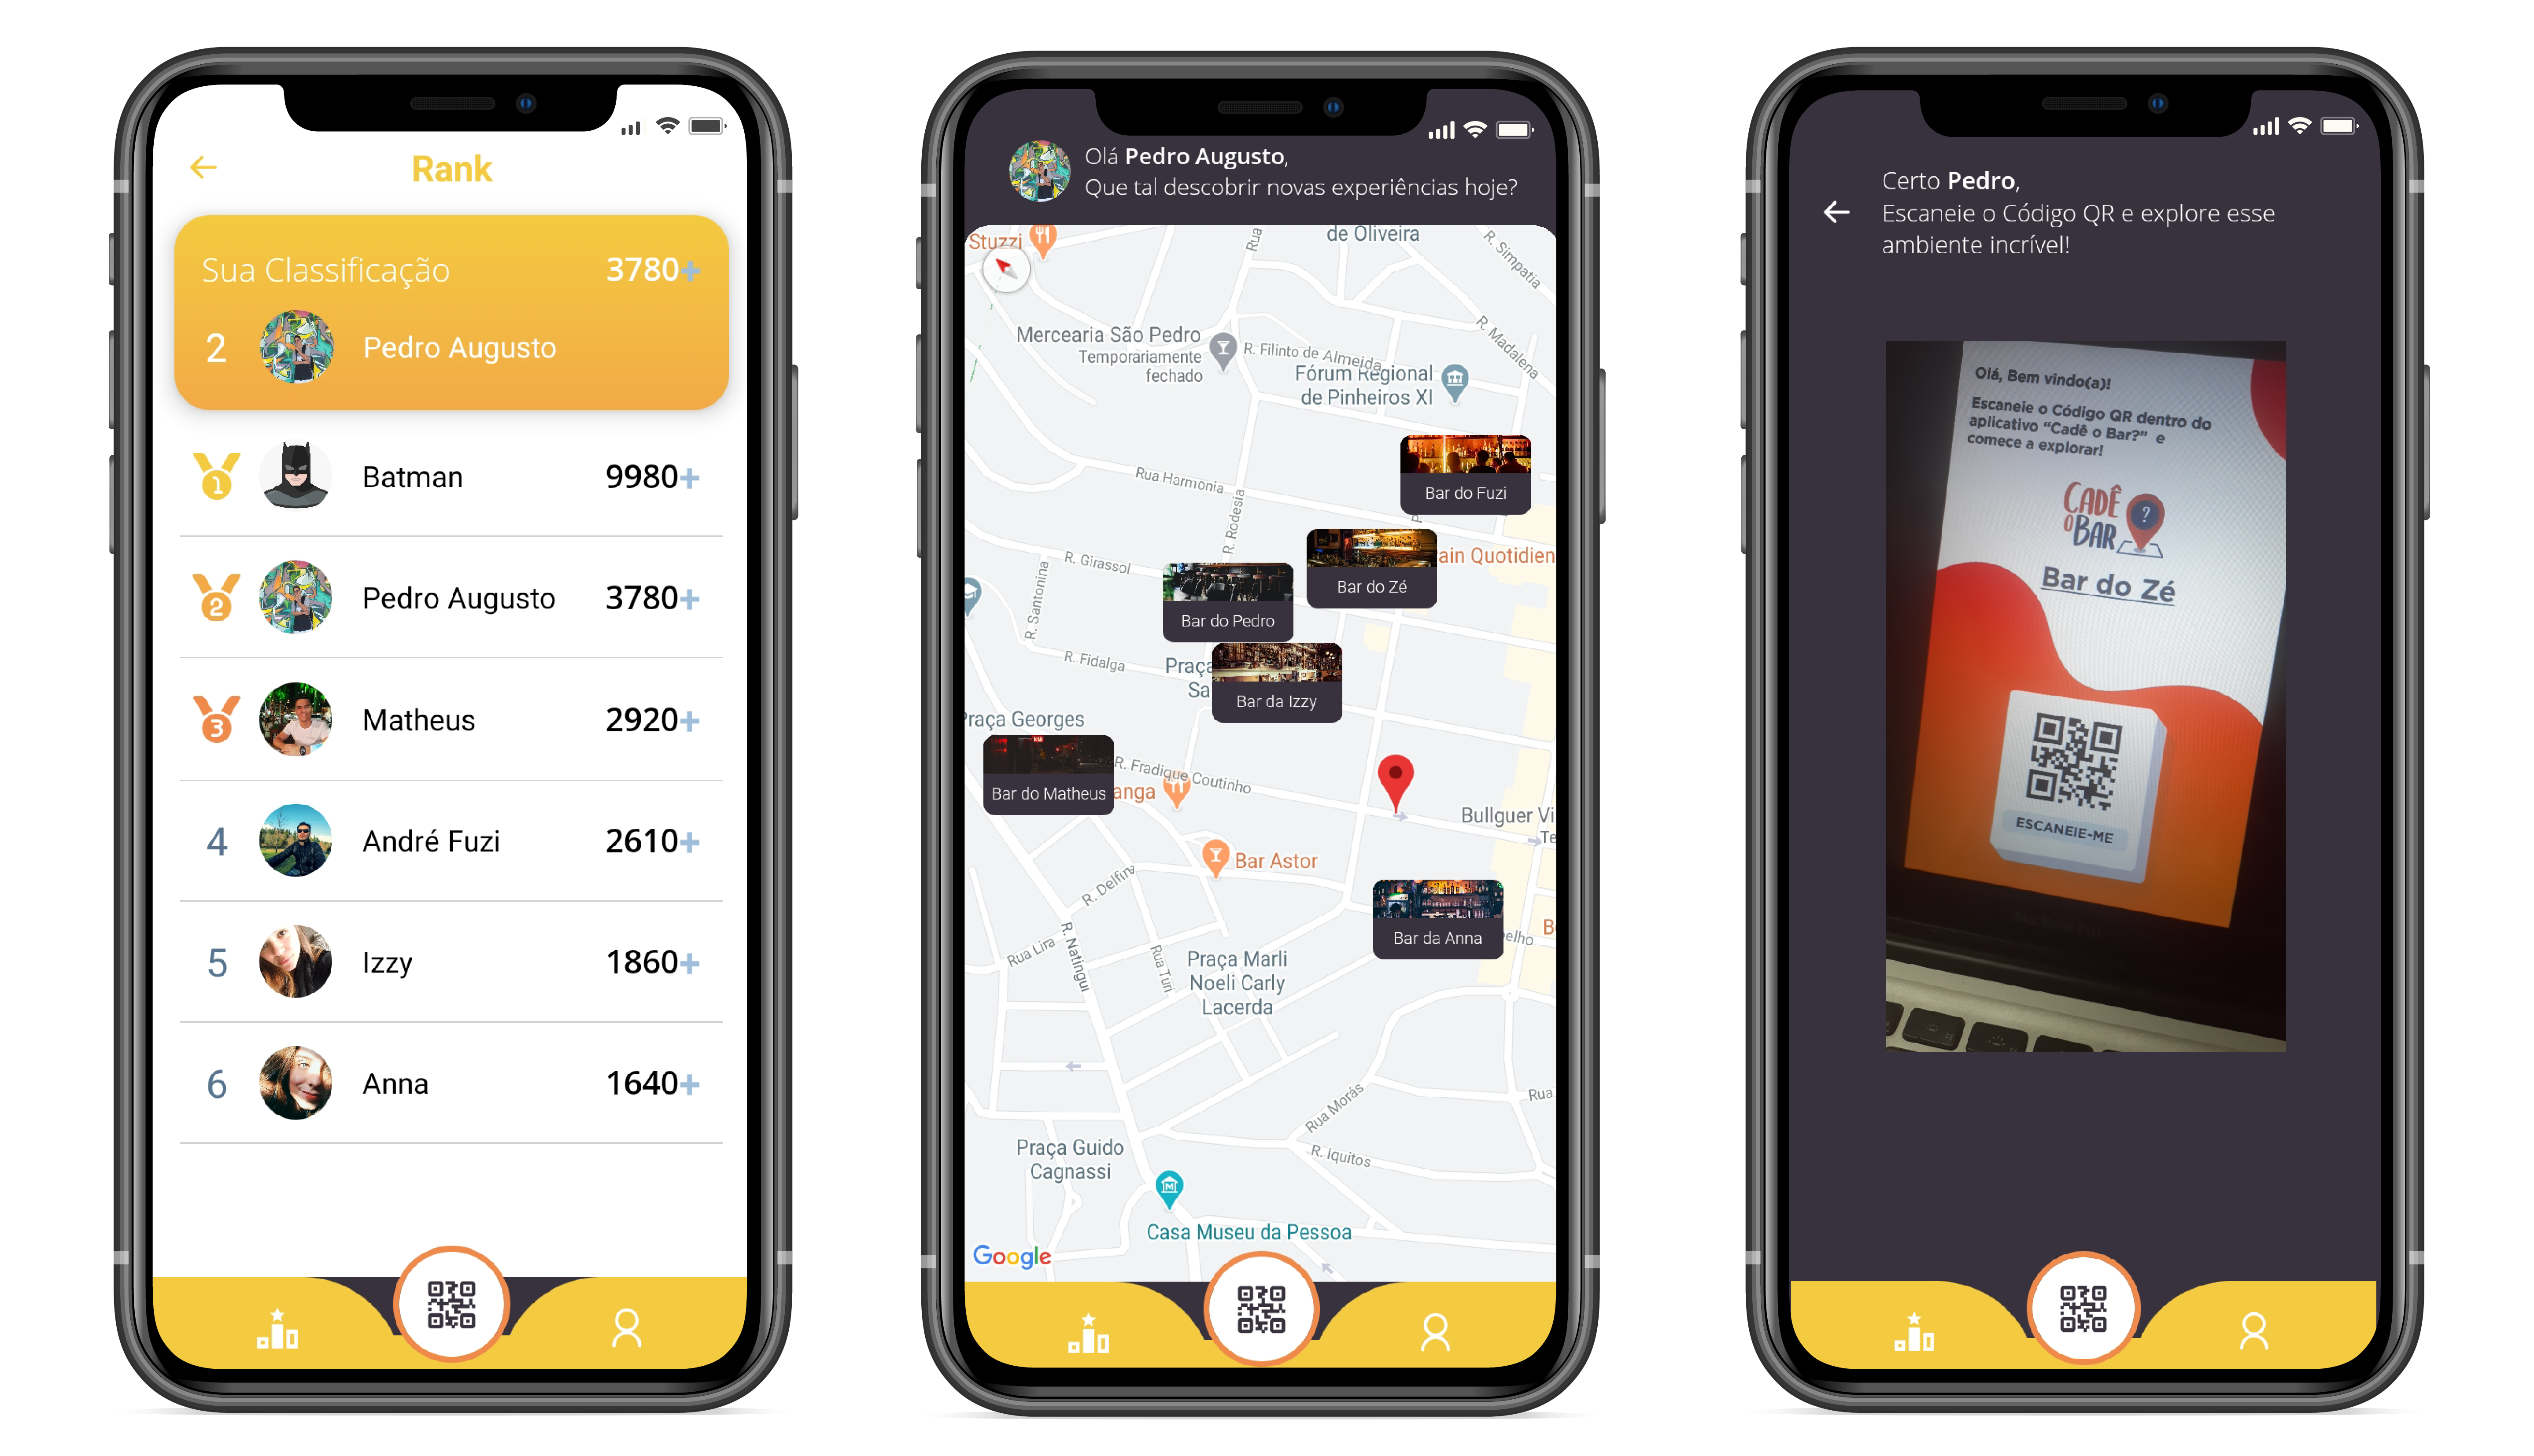 Rank
Sua Classificação 3780+
2 Pedro Augusto
1 Batman 9980+
2 Pedro Augusto 3780+
3 Matheus 2920+
4 André Fuzi 2610+
5 Izzy 1860+
6 Anna 1640+
Olá Pedro Augusto,
Que tal descobrir novas experiências hoje?
Stuzzi
de Oliveira
Rua
R. Simpatia
Mercearia São Pedro
Temporariamente
fechado
R. Filinto de Almeida
R. Madalena
Fórum Regional
de Pinheiros XI
Bar do Fuzi
Rua Harmonia
R. Rodesia
ain Quotidien
Bar do Zé
R. Girassol
R. Santonina
Bar do Pedro
R. Fidalga
Praça
Sa
Bar da Izzy
Praça Georges
Bar do Matheus
anga
R. Fradique Coutinho
Bullguer Vi
Te
Bar Astor
R. Delfina
Bar da Anna
elho
B
Rua Lira
R. Natingui
Rua Turi
Praça Marli
Noeli Carly
Lacerda
Rua Morás
Rua
R. Iquitos
Praça Guido
Cagnassi
M
Casa Museu da Pessoa
Google
Certo Pedro,
Escaneie o Código QR e explore esse
ambiente incrível!
Olá, Bem vindo(a)!
Escaneie o Código QR dentro do
aplicativo “Cadê o Bar?” e
comece a explorar!
CADÊ
O BAR
?
Bar do Zé
ESCANEIE-ME